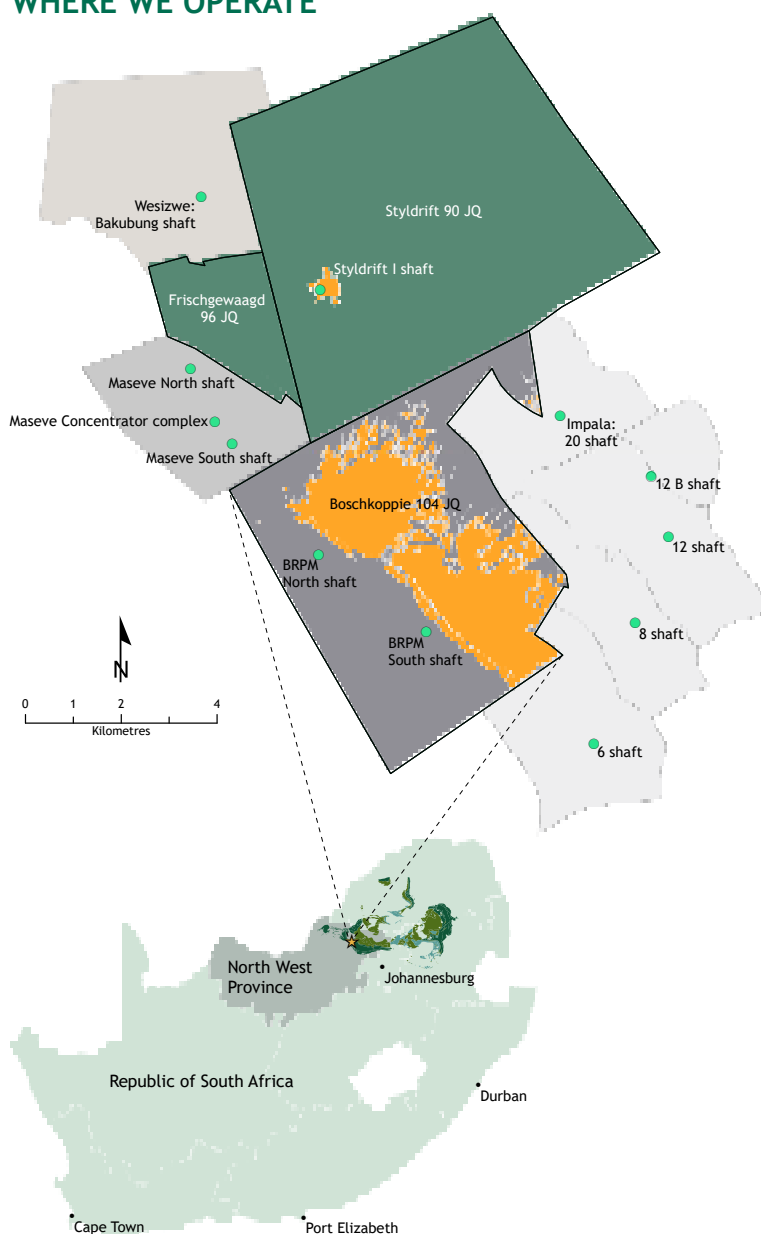 WHERE WE OPERATE
Styldrift 90 JQ
Wesizwe:
Bakubung shaft
Styldrift I shaft
Frischgewaagd
96 JQ
Maseve North shaft
Maseve Concentrator complex
Maseve South shaft
Impala:
20 shaft
12 B shaft
Boschkoppie 104 JQ
12 shaft
BRPM
North shaft
8 shaft
BRPM
South shaft
N
0 1 2 4
Kilometres
6 shaft
North West
Province
Johannesburg
Republic of South Africa
Durban
Cape Town
Port Elizabeth